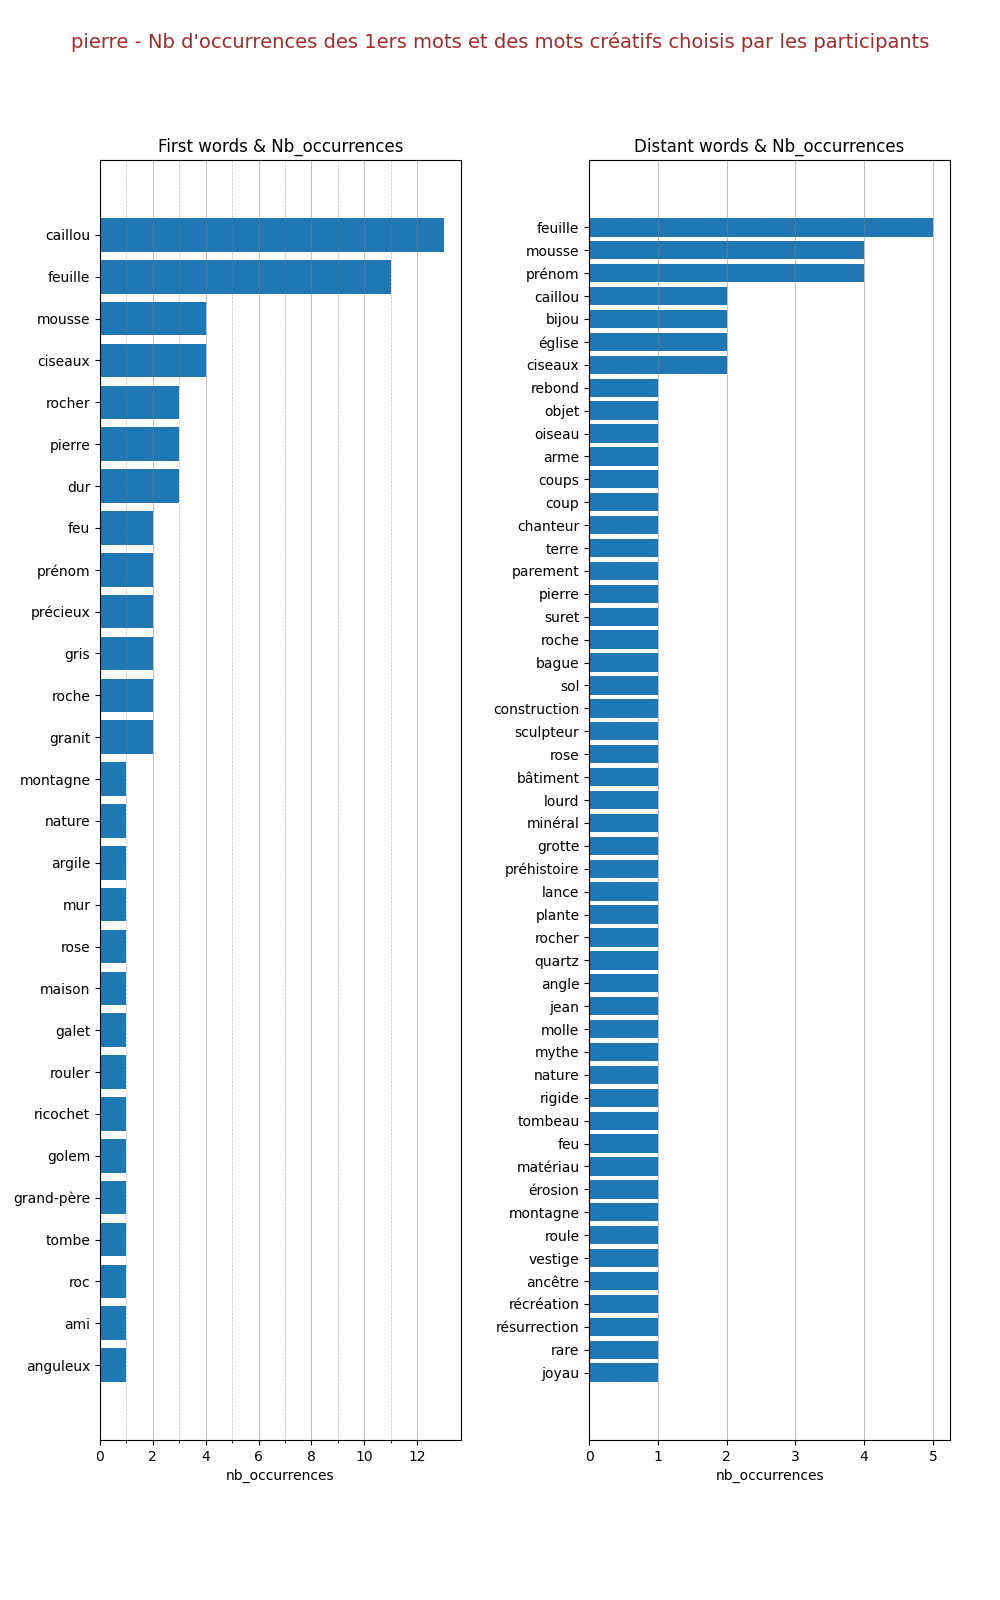 pierre - Nb d'occurrences des 1ers mots et des mots créatifs choisis par les participants
First words & Nb_occurrences
caillou
feuille
mousse
ciseaux
rocher
pierre
dur
feu
prénom
précieux
gris
roche
granit
montagne
nature
argile
mur
rose
maison
galet
rouler
ricochet
golem
grand-père
tombe
roc
ami
anguleux
0 2 4 6 8 10 12
nb_occurrences
Distant words & Nb_occurrences
feuille
mousse
prénom
caillou
bijou
église
ciseaux
rebond
objet
oiseau
arme
coups
coup
chanteur
terre
parement
pierre
suret
roche
bague
sol
construction
sculpteur
rose
bâtiment
lourd
minéral
grotte
préhistoire
lance
plante
rocher
quartz
angle
jean
molle
mythe
nature
rigide
tombeau
feu
matériau
érosion
montagne
roule
vestige
ancêtre
récréation
résurrection
rare
joyau
0 1 2 3 4 5
nb_occurrences